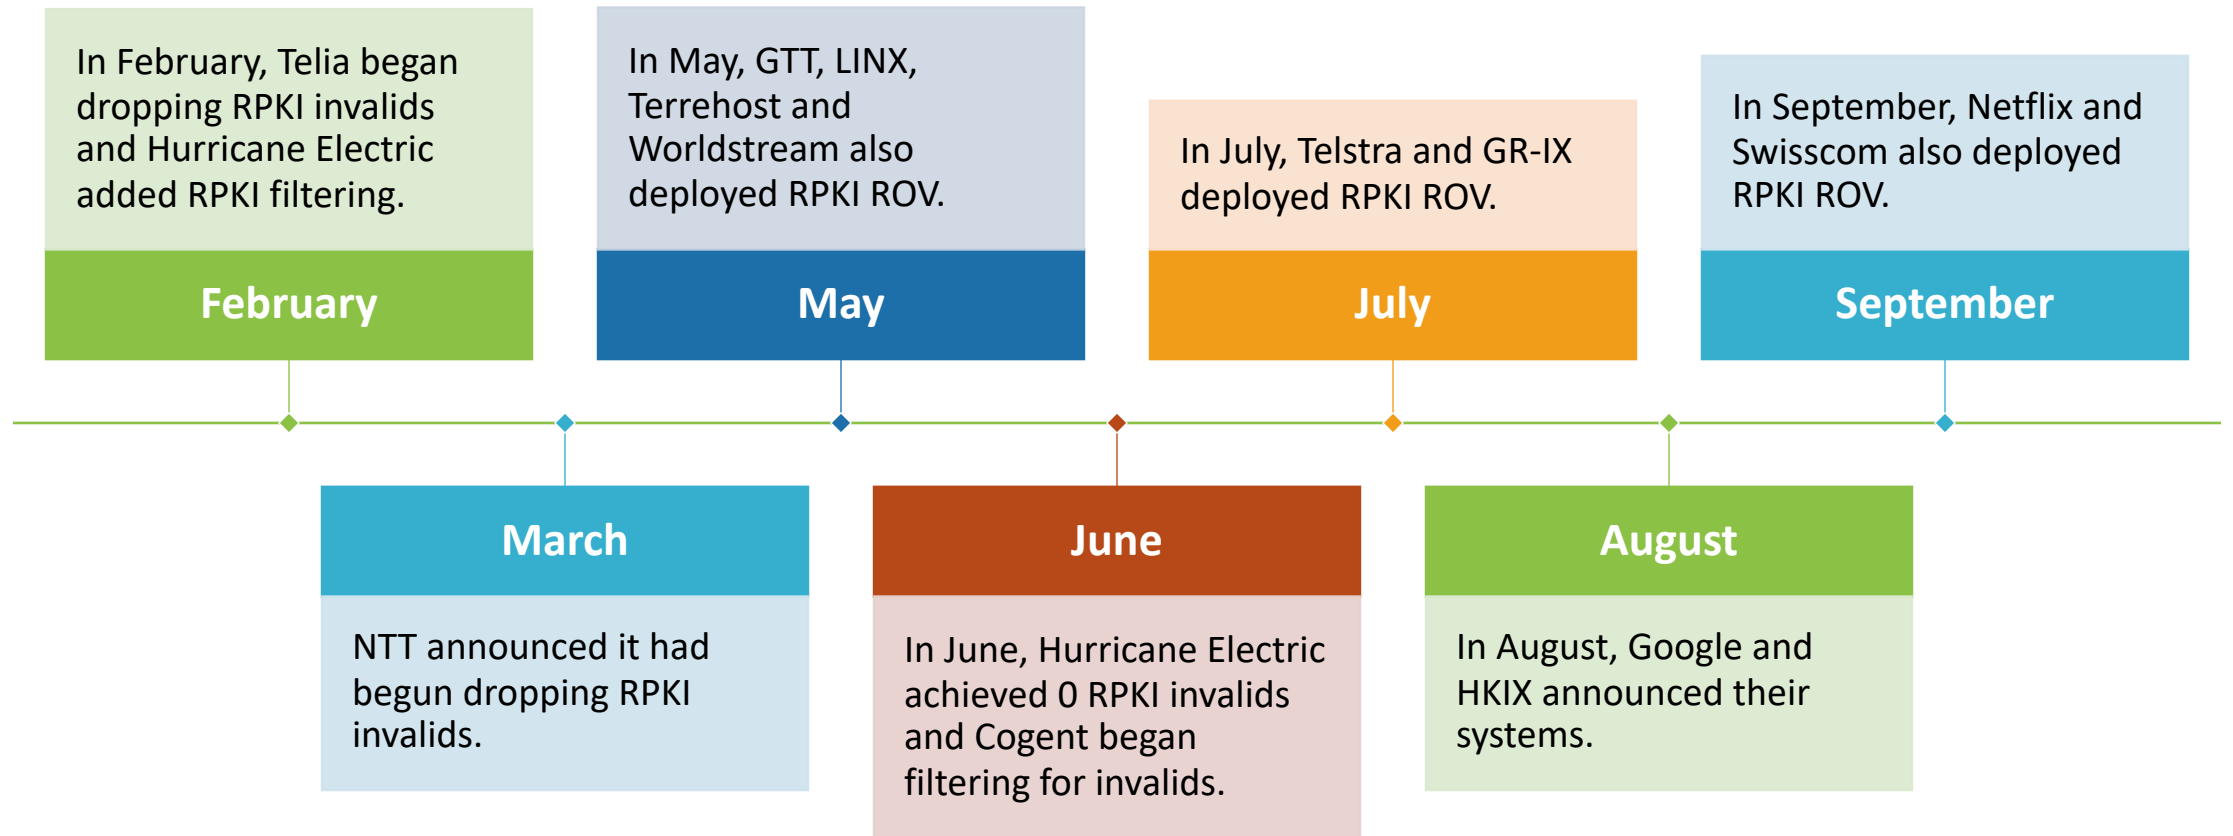 In February, Telia began
dropping RPKI invalids
and Hurricane Electric
added RPKI filtering.
February
NTT announced it had
begun dropping RPKI
invalids.
March
In May, GTT, LINX,
Terrehost and
Worldstream also
deployed RPKI ROV.
May
June
In June, Hurricane Electric
achieved 0 RPKI invalids
and Cogent began
filtering for invalids.
In July, Telstra and GR-IX
deployed RPKI ROV.
July
August
In August, Google and
HKIX announced their
systems.
In September, Netflix and
Swisscom also deployed
RPKI ROV.
September